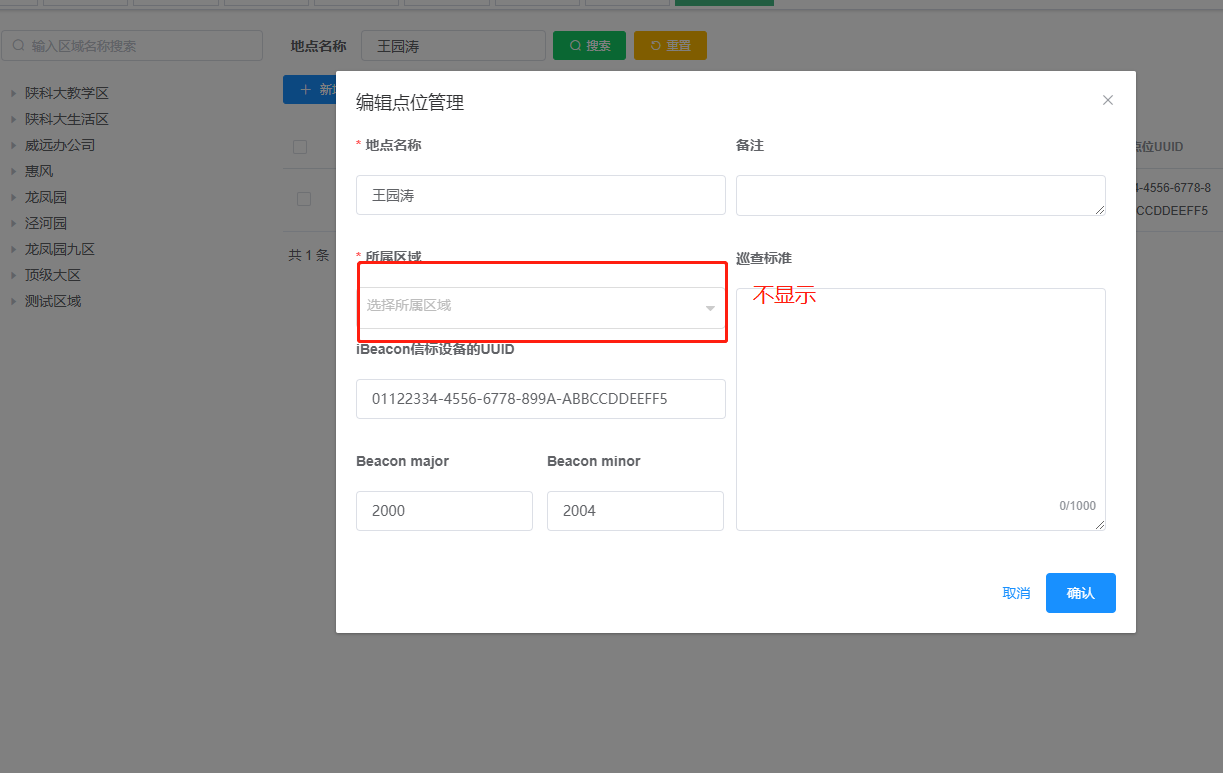 输入区域名称搜索
地点名称
王园涛
搜索
重置
陕科大教学区
陕科大生活区
威远办公司
惠风
龙凤园
泾河园
龙凤园九区
顶级大区
测试区域
新增
共 1 条
点位UUID
4-4556-6778-8
CCDDEEFF5
编辑点位管理
* 地点名称
王园涛
备注
* 所属区域
选择所属区域
巡查标准
不显示
0/1000
iBeacon信标设备的UUID
01122334-4556-6778-899A-ABBCCDDEEFF5
Beacon major
Beacon minor
2000
2004
取消
确认